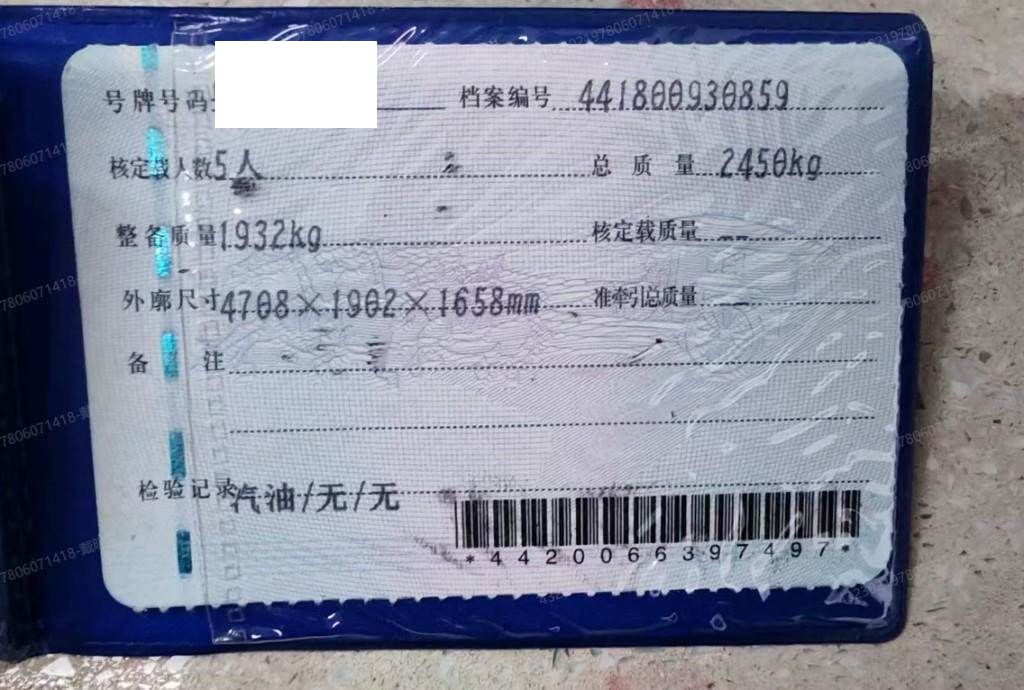 号牌号码 档案编号 441800930859
核定载人数 5人 总质量 2450kg
整备质量 1932kg 核定载质量 --
外廓尺寸 4708×1902×1658mm 准牵引总质量 --
备注
检验记录 汽油/无/无
*4420066397497*